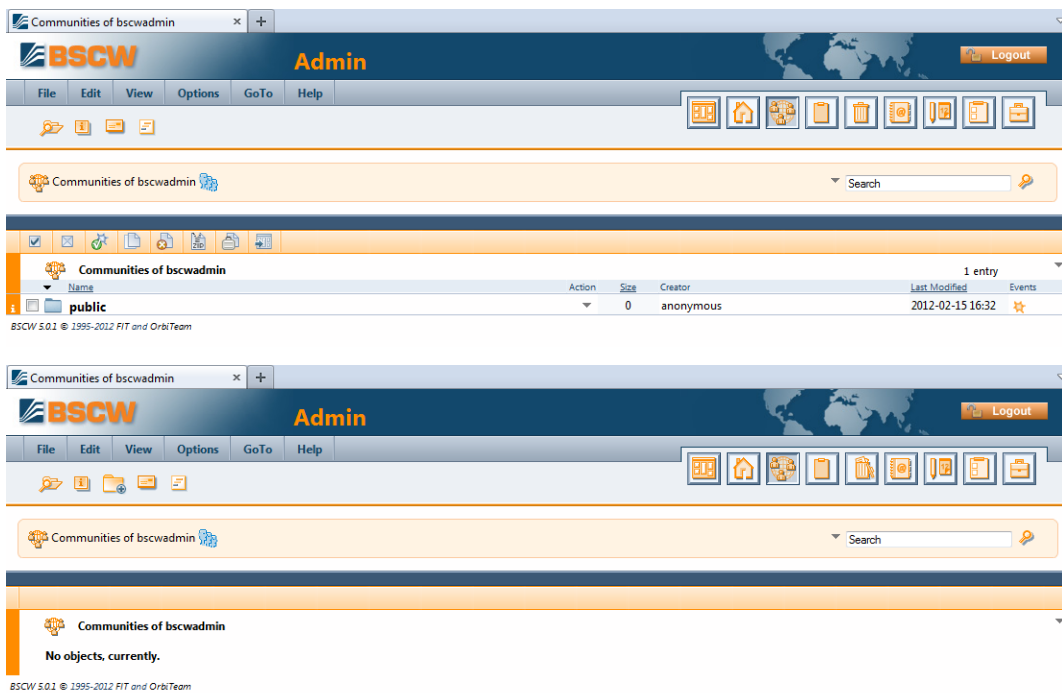 Communities of bscwadmin × +
BSCW Admin Logout
File Edit View Options GoTo Help
Communities of bscwadmin Search
Communities of bscwadmin 1 entry
Name Action Size Creator Last Modified Events
public 0 anonymous 2012-02-15 16:32
BSCW 5.0.1 © 1995-2012 FIT and OrbiTeam
Communities of bscwadmin × +
BSCW Admin Logout
File Edit View Options GoTo Help
Communities of bscwadmin Search
Communities of bscwadmin
No objects, currently.
BSCW 5.0.1 © 1995-2012 FIT and OrbiTeam